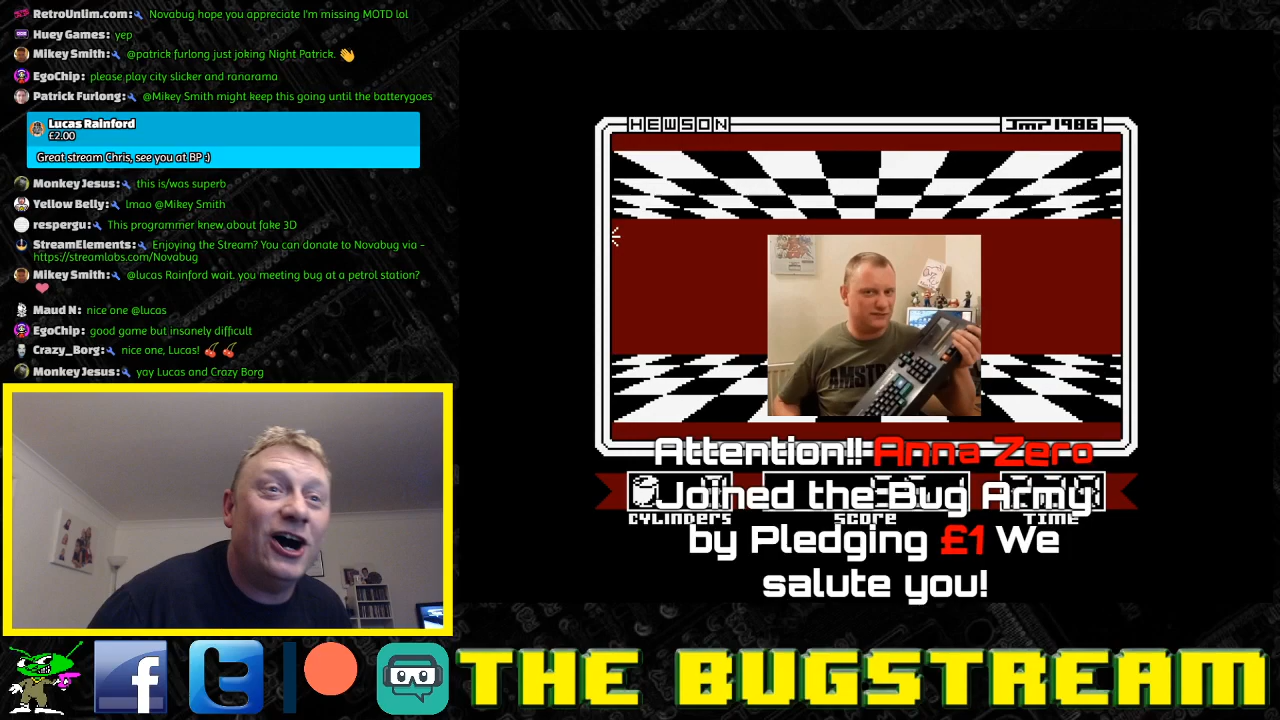 RetroUnlim.com: Novabug hope you appreciate I'm missing MOTD lol
Huey Games: yep
Mikey Smith: @patrick furlong just joking Night Patrick. 👋
EgoChip: please play city slicker and ranarama
Patrick Furlong: @Mikey Smith might keep this going until the batterygoes
Lucas Rainford
£2.00
Great stream Chris, see you at BP :)
Monkey Jesus: this is/was superb
Yellow Belly: lmao @Mikey Smith
respergu: This programmer knew about fake 3D
StreamElements: Enjoying the Stream? You can donate to Novabug via -
https://streamlabs.com/Novabug
Mikey Smith: @lucas Rainford wait. you meeting bug at a petrol station?
❤
Maud N: nice one @lucas
EgoChip: good game but insanely difficult
Crazy_Borg: nice one, Lucas! 🍒 🍒
Monkey Jesus: yay Lucas and Crazy Borg
HEWSON
JMP 1986
Attention!! Anna Zero
Joined the Bug Army
by Pledging £1 We
salute you!
CYLINDERS
SCORE
TIME
THE BUGSTREAM